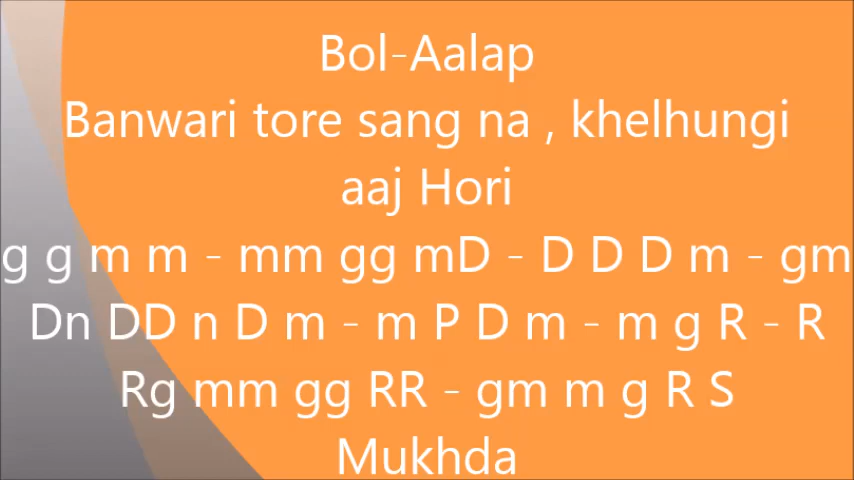 Bol-Aalap
Banwari tore sang na , khelhungi
aaj Hori
g g m m - mm gg mD - D D D m - gm
Dn DD n D m - m P D m - m g R - R
Rg mm gg RR - gm m g R S
Mukhda